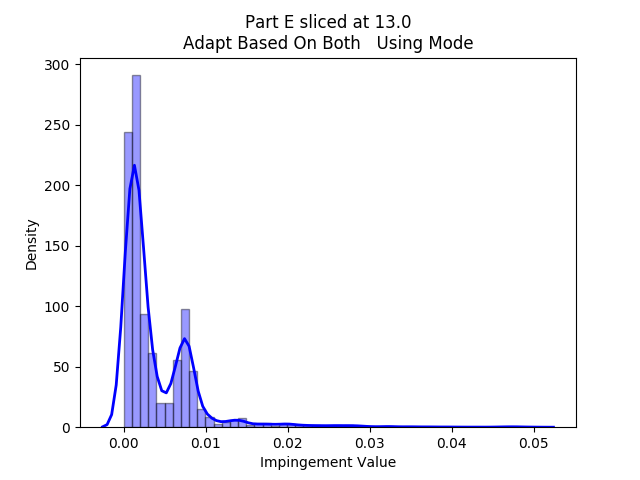 Part E sliced at 13.0
Adapt Based On Both   Using Mode
300
250
200
150
100
50
0
Density
0.00 0.01 0.02 0.03 0.04 0.05
Impingement Value